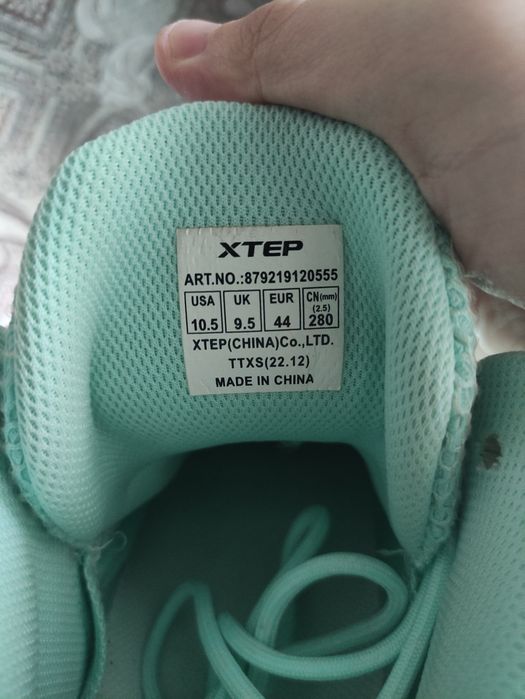 XTEP
ART.NO.:879219120555
USA UK EUR CN(mm)
(2.5)
10.5 9.5 44 280
XTEP(CHINA)Co.,LTD.
TTXS(22.12)
MADE IN CHINA